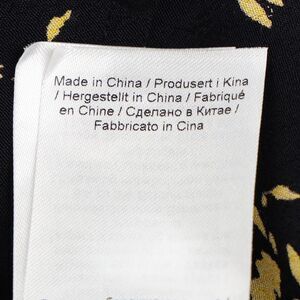 Made in China / Produsert i Kina
/ Hergestellt in China / Fabriqué
en Chine / Сделано в Китае /
Fabbricato in Cina